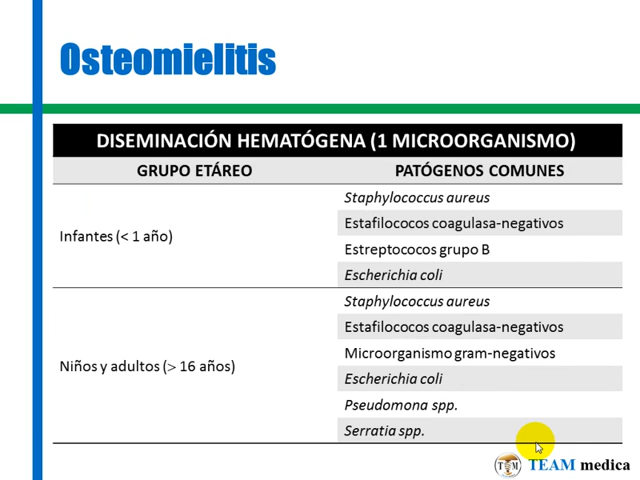 Osteomielitis
DISEMINACIÓN HEMATÓGENA (1 MICROORGANISMO)
GRUPO ETÁREO PATÓGENOS COMUNES
Infantes (< 1 año)
Staphylococcus aureus
Estafilococos coagulasa-negativos
Estreptococos grupo B
Escherichia coli
Niños y adultos (> 16 años)
Staphylococcus aureus
Estafilococos coagulasa-negativos
Microorganismo gram-negativos
Escherichia coli
Pseudomona spp.
Serratia spp.
TEAM medica